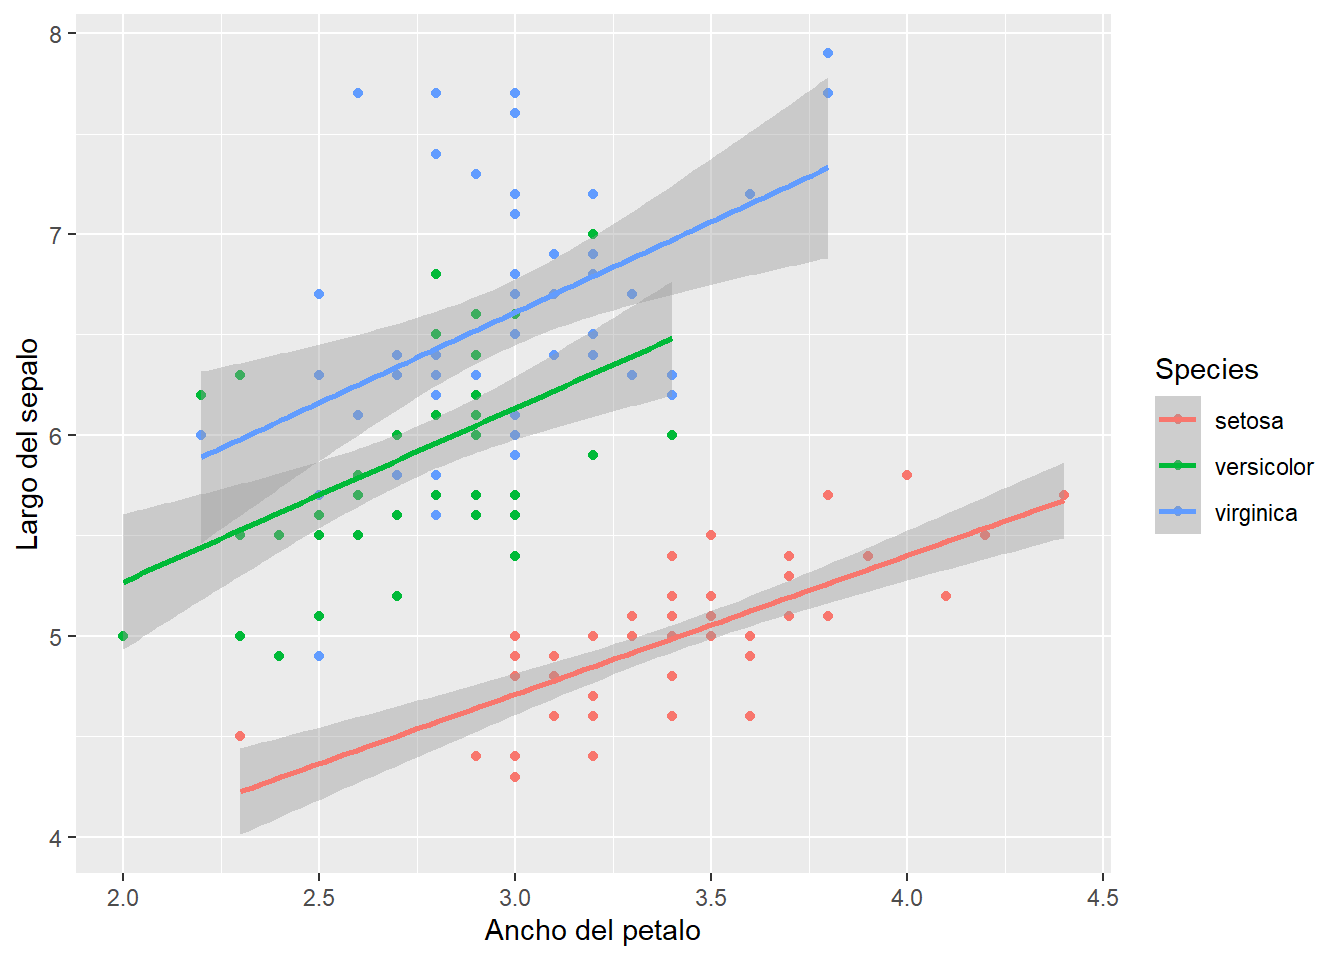 8
7
6
5
4
Largo del sepalo
2.0 2.5 3.0 3.5 4.0 4.5
Ancho del petalo
Species
setosa
versicolor
virginica